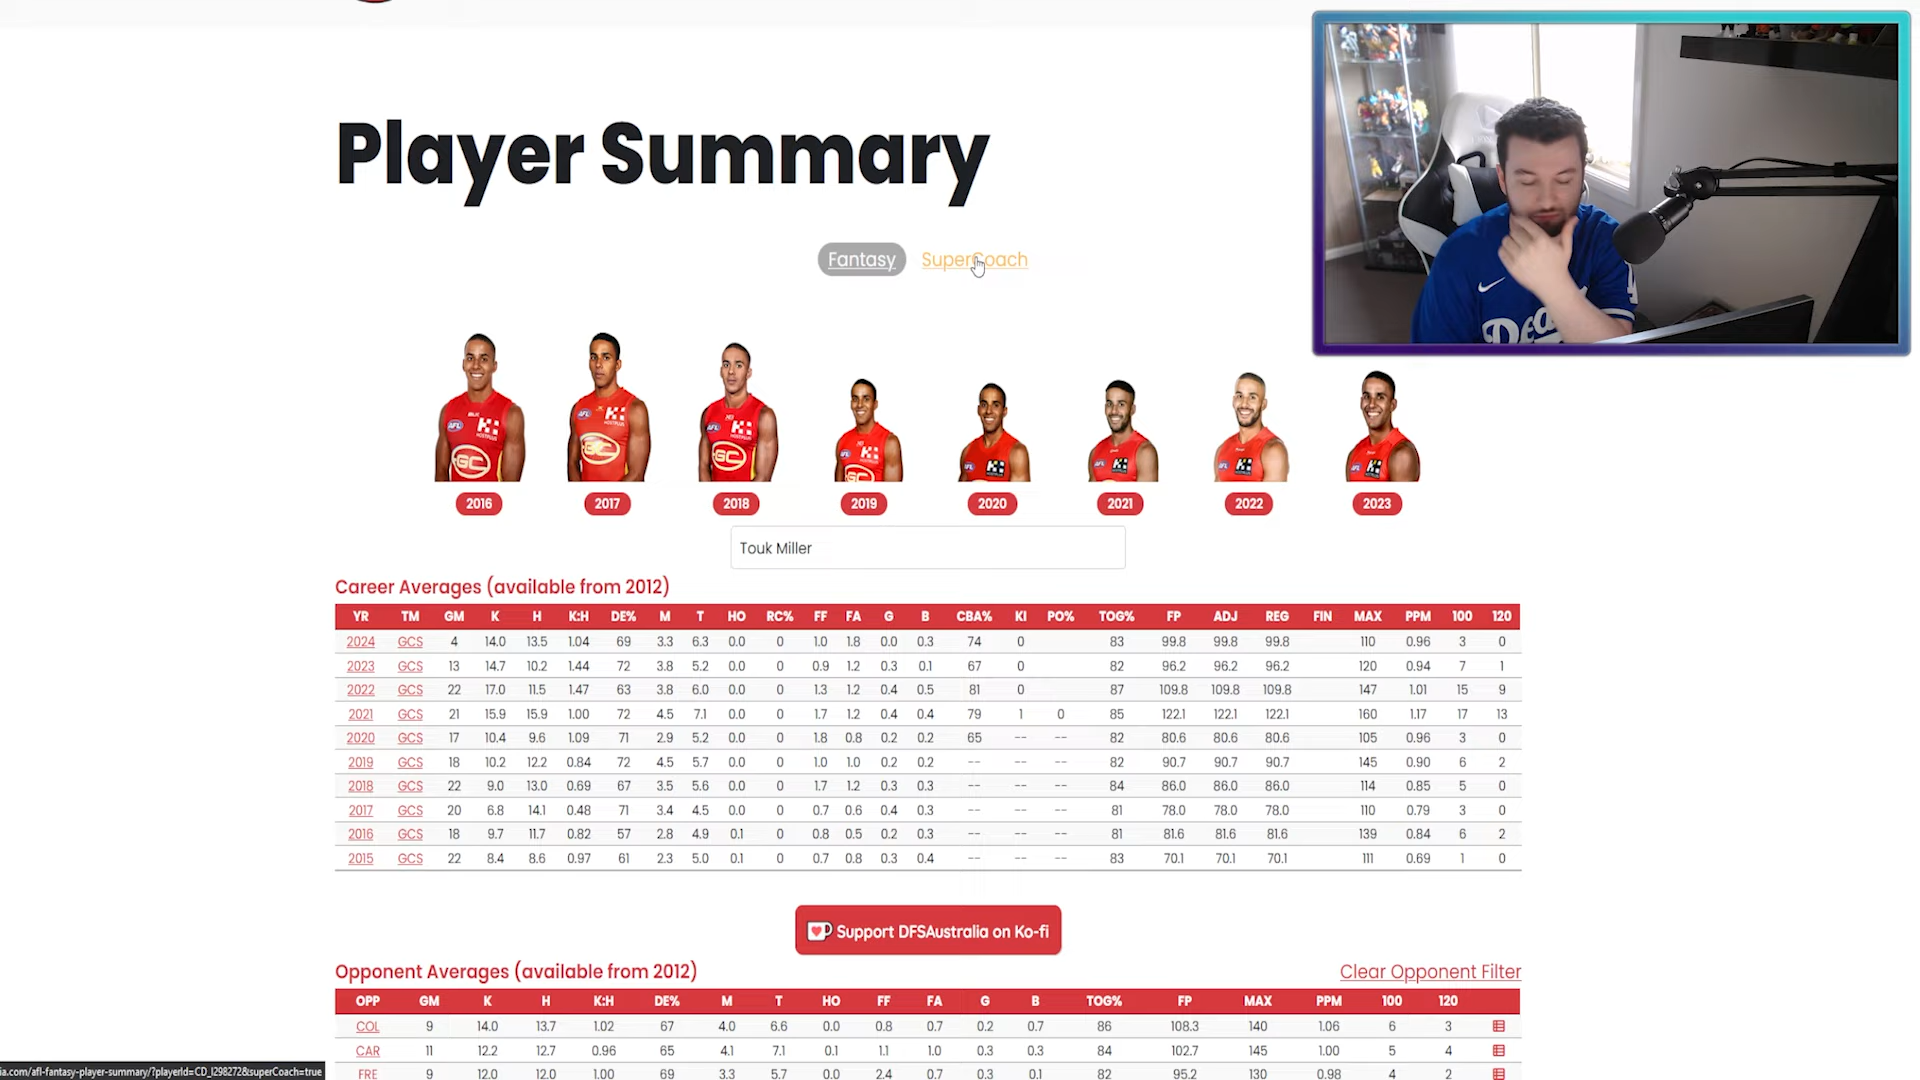 Player Summary
Fantasy SuperCoach
2016 2017 2018 2019 2020 2021 2022 2023
Touk Miller
Career Averages (available from 2012)
YR TM GM K H K:H DE% M T HO RC% FF FA G B CBA% KI PO% TOG% FP ADJ REG FIN MAX PPM 100 120
2024 GCS 4 14.0 13.5 1.04 69 3.3 6.3 0.0 0 1.0 1.8 0.0 0.3 74 0 83 99.8 99.8 99.8 110 0.96 3 0
2023 GCS 13 14.7 10.2 1.44 72 3.8 5.2 0.0 0 0.9 1.2 0.3 0.1 67 0 82 96.2 96.2 96.2 120 0.94 7 1
2022 GCS 22 17.0 11.5 1.47 63 3.8 6.0 0.0 0 1.3 1.2 0.4 0.5 81 0 87 109.8 109.8 109.8 147 1.01 15 9
2021 GCS 21 15.9 15.9 1.00 72 4.5 7.1 0.0 0 1.7 1.2 0.4 0.4 79 1 0 85 122.1 122.1 122.1 160 1.17 17 13
2020 GCS 17 10.4 9.6 1.09 71 2.9 5.2 0.0 0 1.8 0.8 0.2 0.2 65 -- -- 82 80.6 80.6 80.6 105 0.96 3 0
2019 GCS 18 10.2 12.2 0.84 72 4.5 5.7 0.0 0 1.0 1.0 0.2 0.2 -- -- -- 82 90.7 90.7 90.7 145 0.90 6 2
2018 GCS 22 9.0 13.0 0.69 67 3.5 5.6 0.0 0 1.7 1.2 0.3 0.3 -- -- -- 84 86.0 86.0 86.0 114 0.85 5 0
2017 GCS 20 6.8 14.1 0.48 71 3.4 4.5 0.0 0 0.7 0.6 0.4 0.3 -- -- -- 81 78.0 78.0 78.0 110 0.79 3 0
2016 GCS 18 9.7 11.7 0.82 57 2.8 4.9 0.1 0 0.8 0.5 0.2 0.3 -- -- -- 81 81.6 81.6 81.6 139 0.84 6 2
2015 GCS 22 8.4 8.6 0.97 61 2.3 5.0 0.1 0 0.7 0.8 0.3 0.4 -- -- -- 83 70.1 70.1 70.1 111 0.69 1 0
Support DFSAustralia on Ko-fi
Opponent Averages (available from 2012) Clear Opponent Filter
OPP GM K H K:H DE% M T HO FF FA G B TOG% FP MAX PPM 100 120
COL 9 14.0 13.7 1.02 67 4.0 6.6 0.0 0.8 0.7 0.2 0.7 86 108.3 140 1.06 6 3
CAR 11 12.2 12.7 0.96 65 4.1 7.1 0.1 1.1 1.0 0.3 0.3 84 102.7 145 1.00 5 4
FRE 9 12.0 12.0 1.00 69 3.3 5.7 0.0 2.4 0.7 0.3 0.1 82 95.2 130 0.98 4 2
ia.com/afl-fantasy-player-summary/?playerId=CD_I298272&superCoach=true